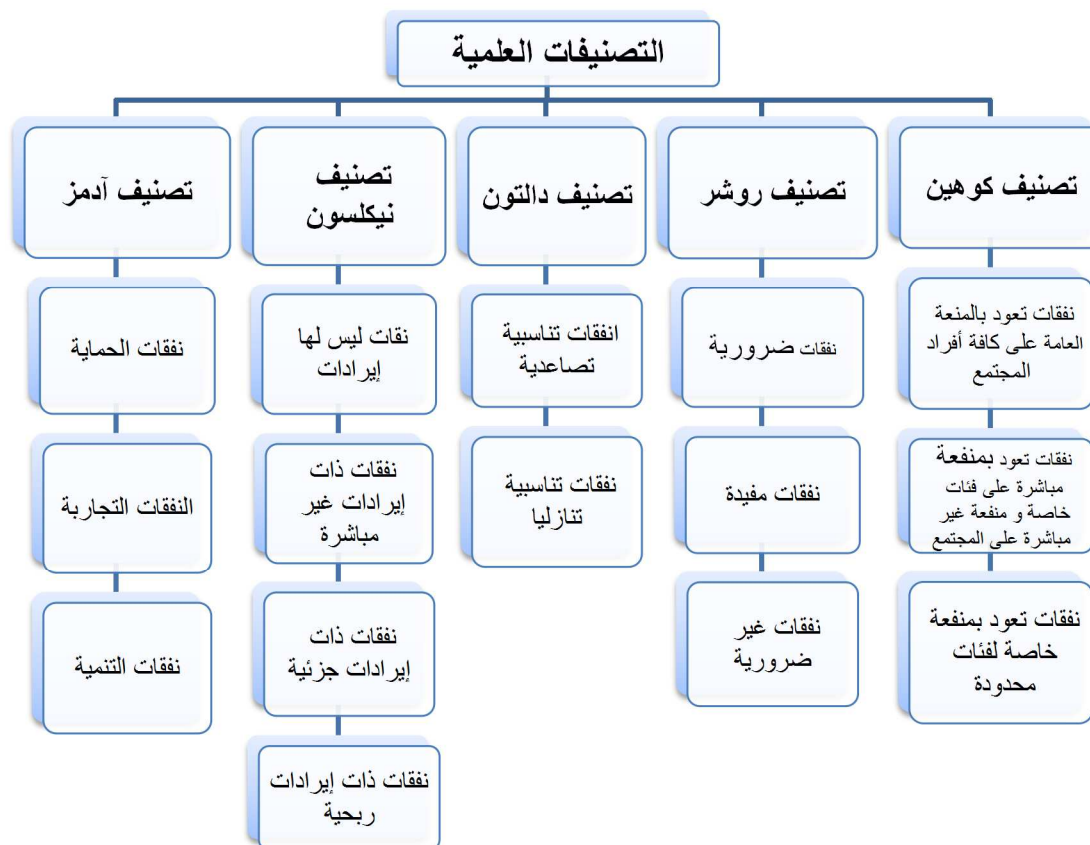 التصنيفات العلمية
تصنيف كوهين
نفقات تعود بالمنعة
العامة على كافة أفراد
المجتمع
نفقات تعود بمنفعة
مباشرة على فئات
خاصة و منفعة غير
مباشرة على المجتمع
نفقات تعود بمنفعة
خاصة لفئات
محدودة
تصنيف روشر
نفقات ضرورية
نفقات مفيدة
نفقات غير
ضرورية
تصنيف دالتون
انفقات تناسبية
تصاعدية
نفقات تناسبية
تنازليا
تصنيف
نيكلسون
نقات ليس لها
إيرادات
نفقات ذات
إيرادات غير
مباشرة
نفقات ذات
إيرادات جزئية
نفقات ذات إيرادات
ربحية
تصنيف آدمز
نفقات الحماية
النفقات التجاربة
نفقات التنمية